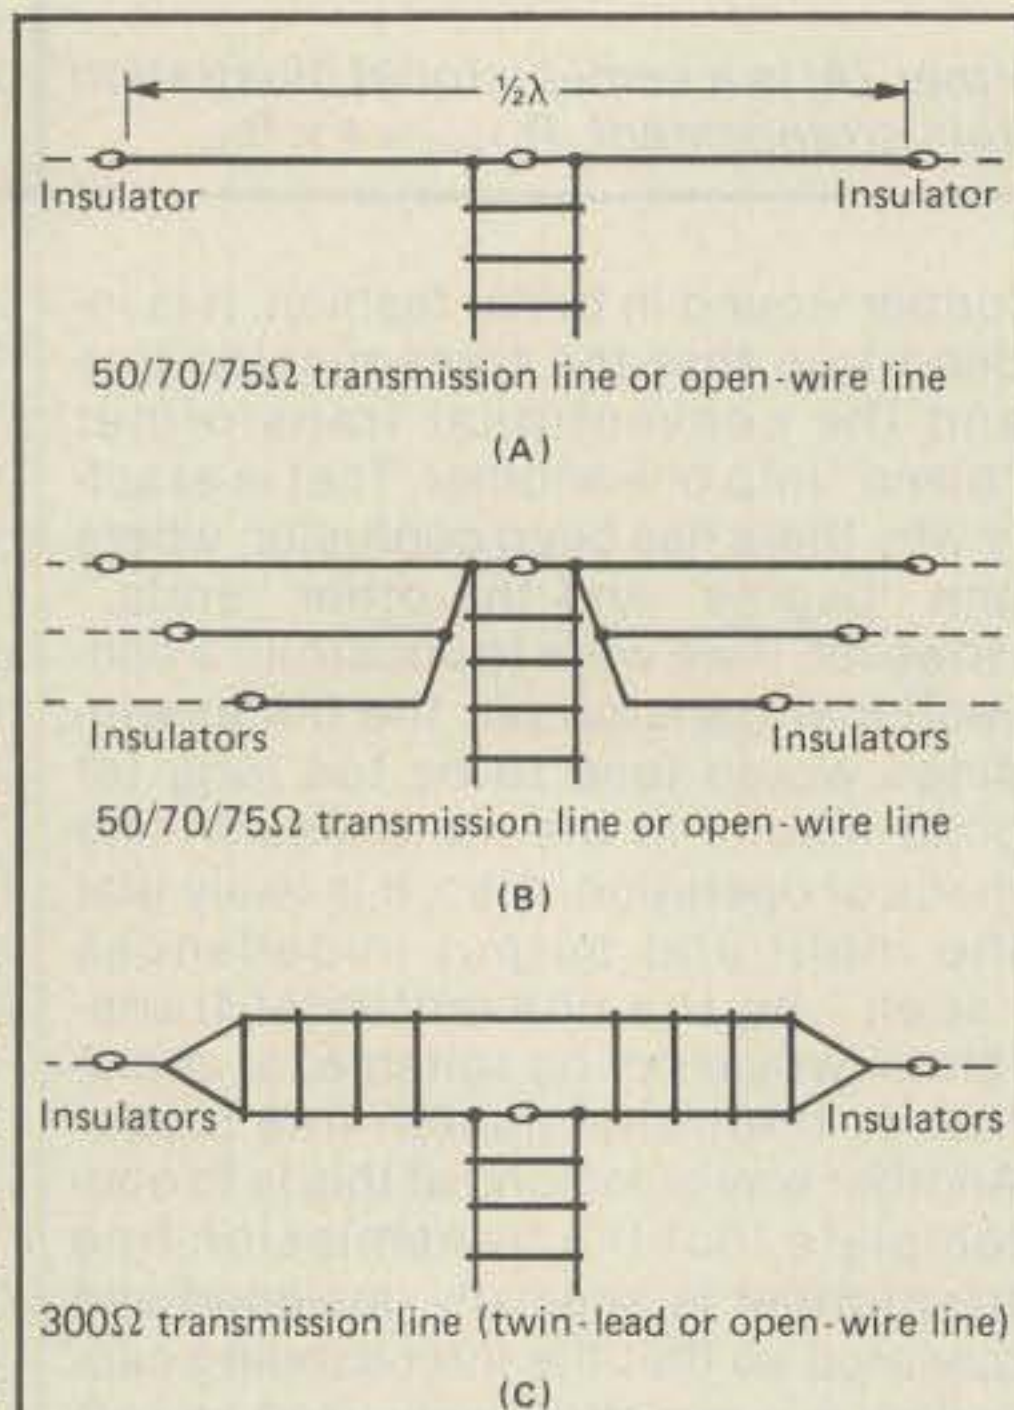 ½λ
Insulator Insulator
50/70/75Ω transmission line or open-wire line
(A)
Insulators Insulators
50/70/75Ω transmission line or open-wire line
(B)
Insulators Insulators
300Ω transmission line (twin-lead or open-wire line)
(C)